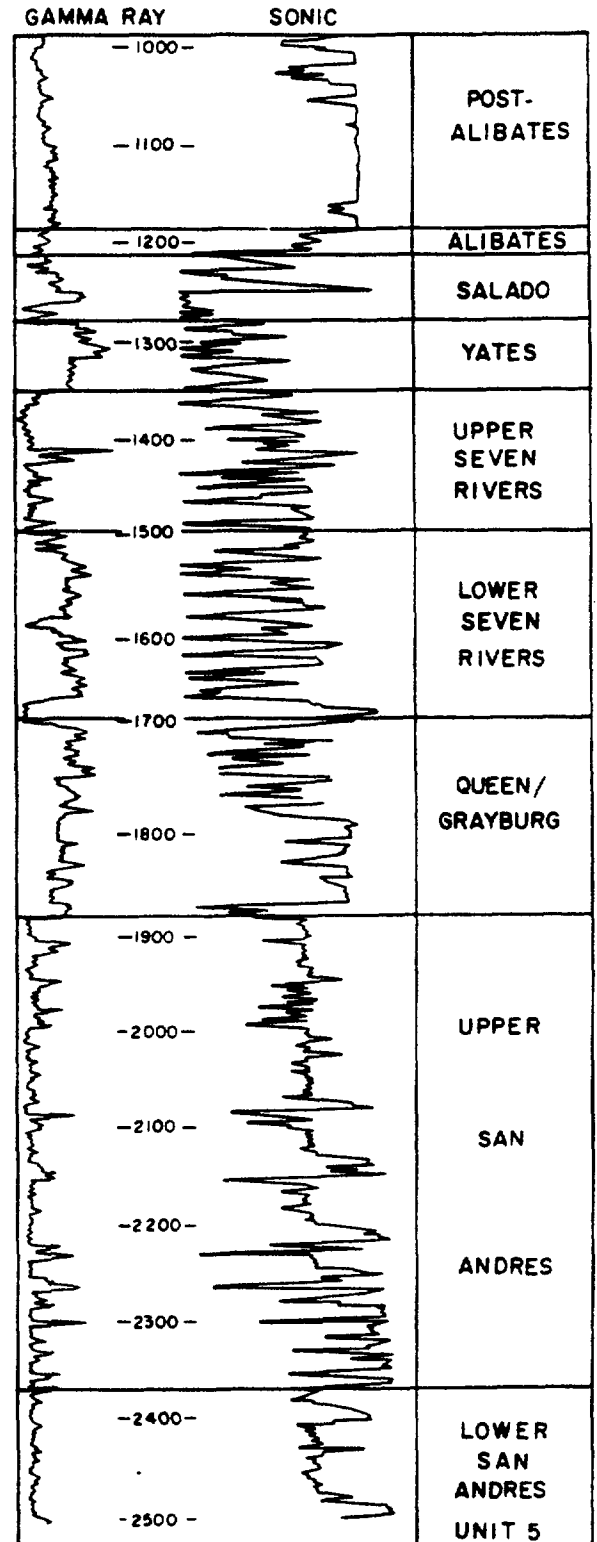 GAMMA RAY SONIC
-1000-
POST-
ALIBATES
-1100-
-1200-
ALIBATES
SALADO
-1300-
YATES
-1400-
UPPER
SEVEN
RIVERS
-1500-
LOWER
SEVEN
-1600-
RIVERS
-1700-
QUEEN/
GRAYBURG
-1800-
-1900-
-2000-
UPPER
-2100-
SAN
-2200-
ANDRES
-2300-
-2400-
LOWER
SAN
ANDRES
-2500-
UNIT 5